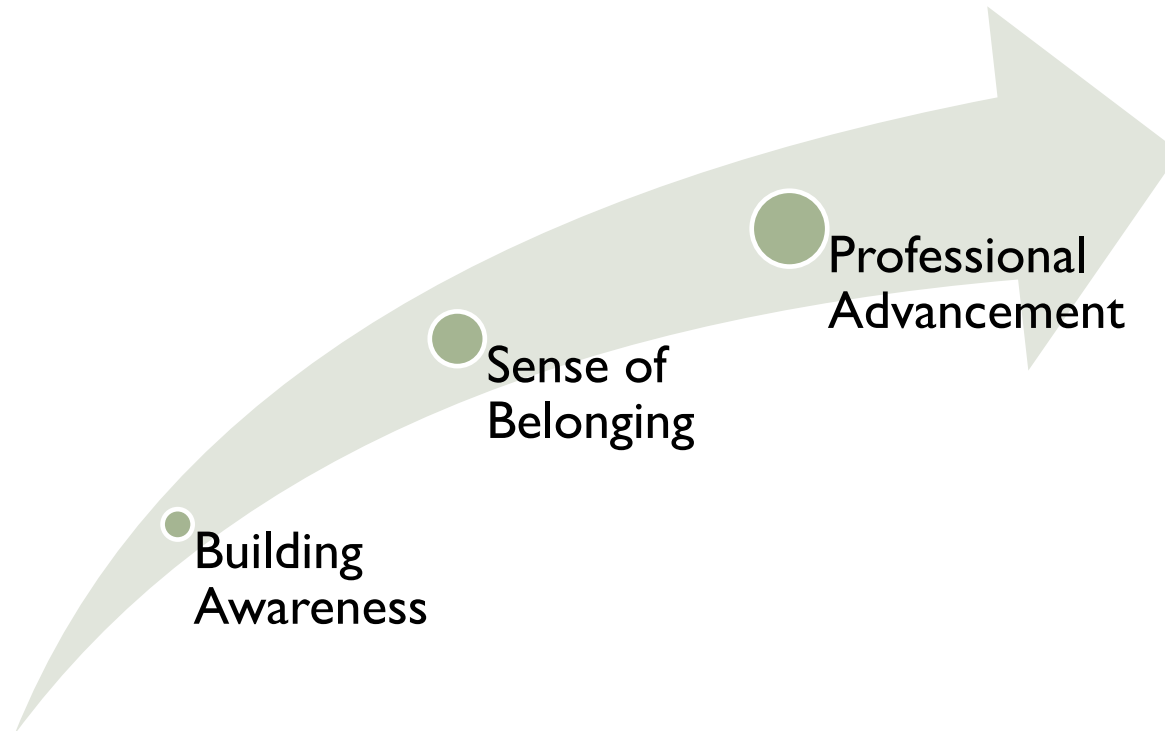 Professional
Advancement
Sense of
Belonging
Building
Awareness